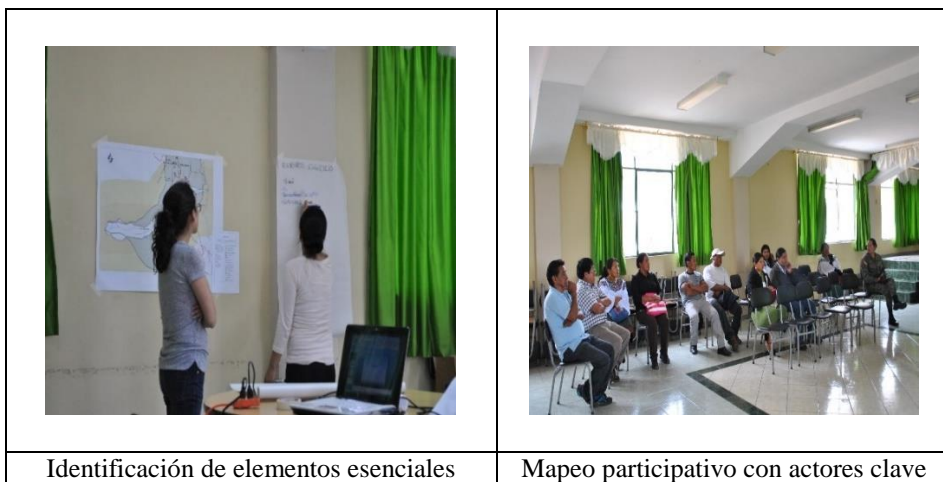 Identificación de elementos esenciales
Mapeo participativo con actores clave